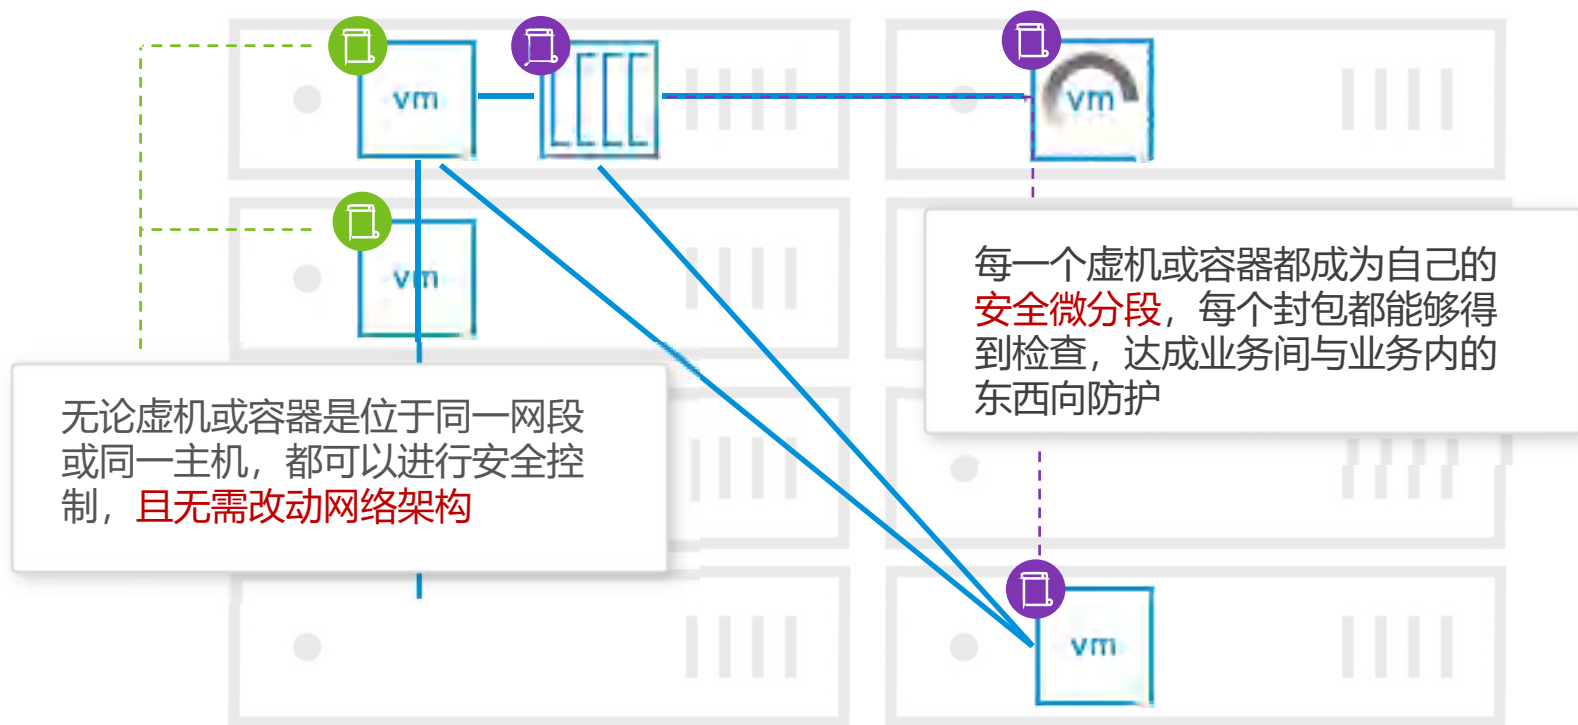 vm
vm
vm
每一个虚机或容器都成为自己的
安全微分段，每个封包都能够得
到检查，达成业务间与业务内的
东西向防护
无论虚机或容器是位于同一网段
或同一主机，都可以进行安全控
制，且无需改动网络架构
vm